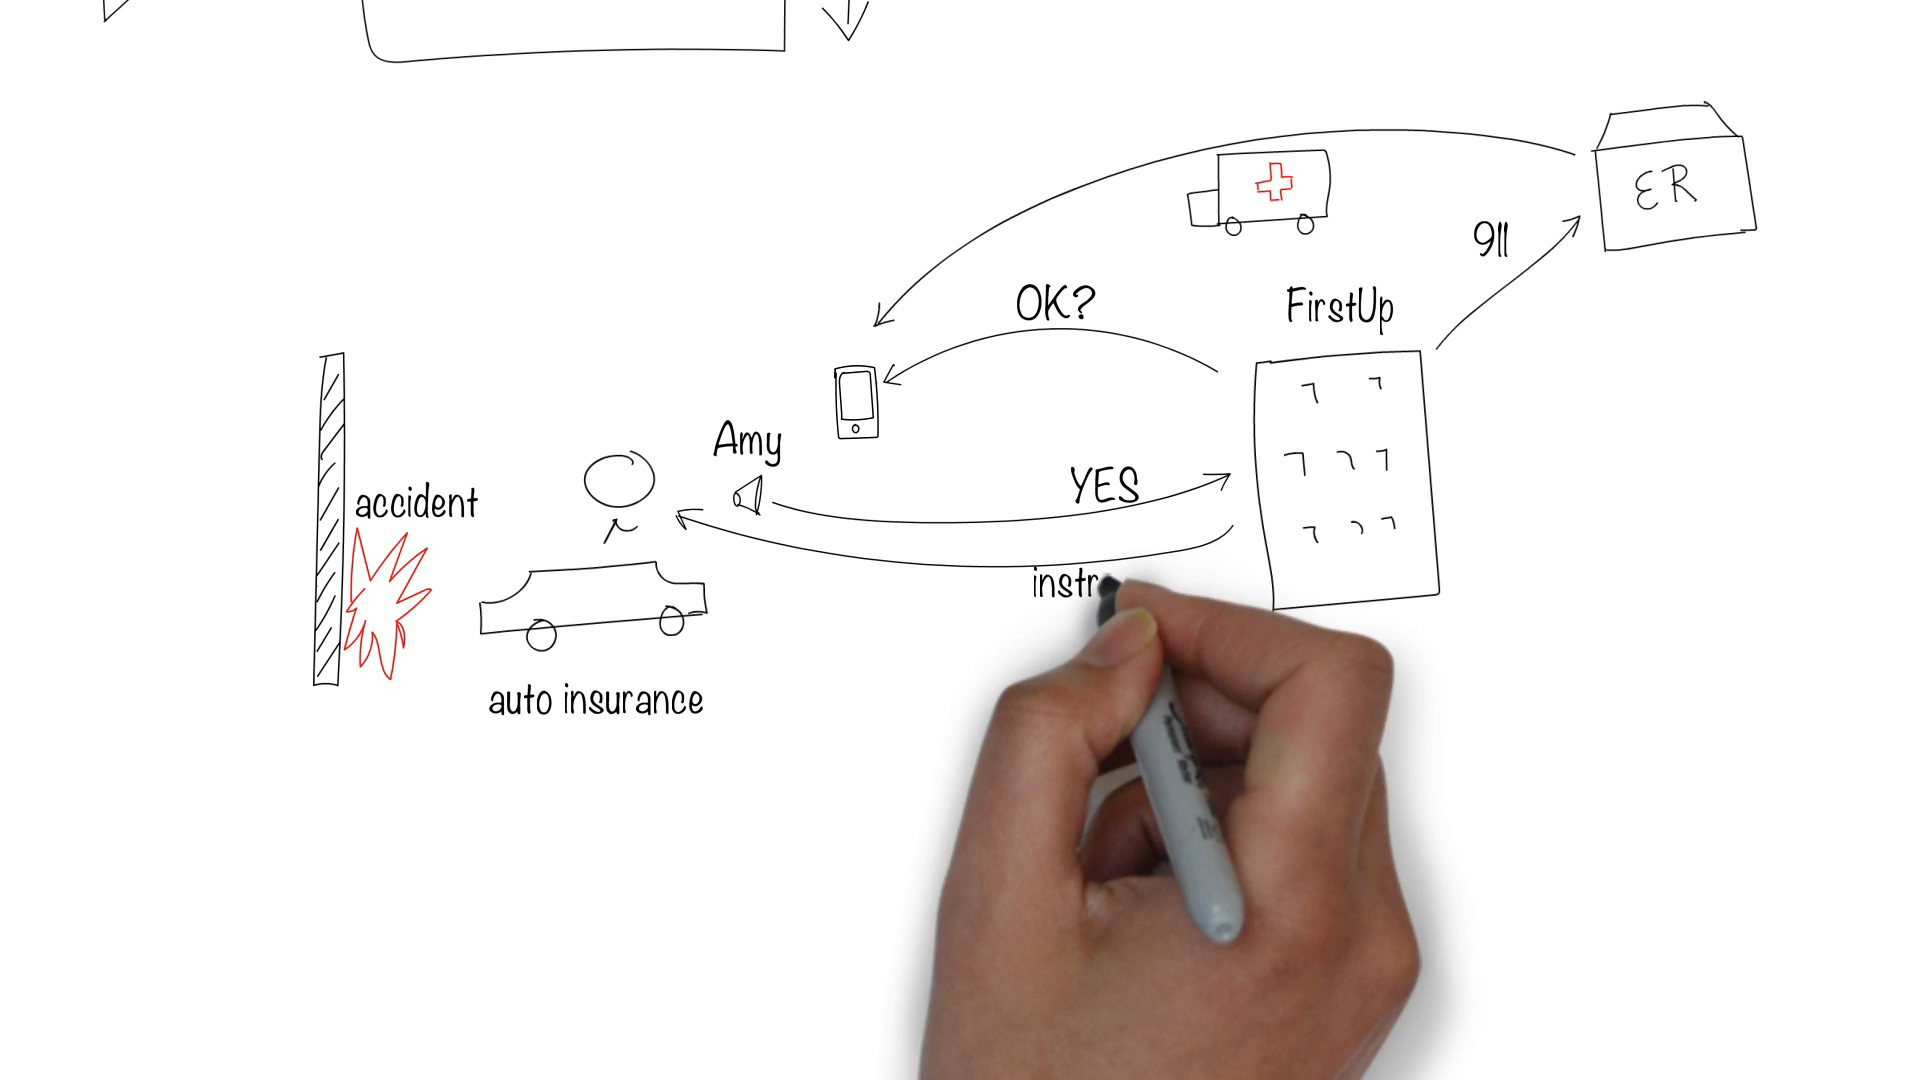 ER
911
OK?
FirstUp
Amy
YES
accident
instr
auto insurance